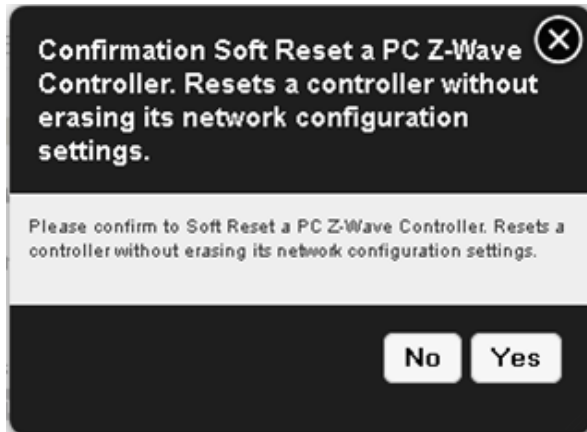 Confirmation Soft Reset a PC Z-Wave
Controller. Resets a controller without
erasing its network configuration
settings.
Please confirm to Soft Reset a PC Z-Wave Controller. Resets a
controller without erasing its network configuration settings.
No Yes